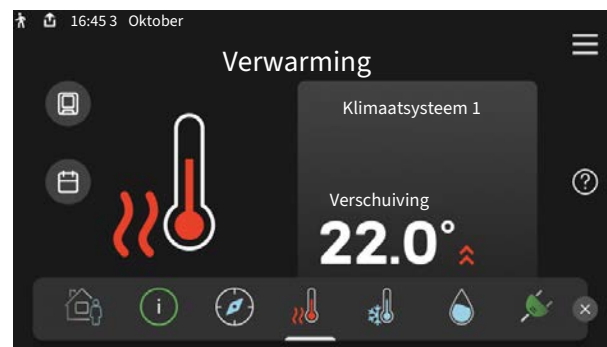 16:45 3 Oktober
Verwarming
Klimaatsysteem 1
Verschuiving
22.0°
i
?